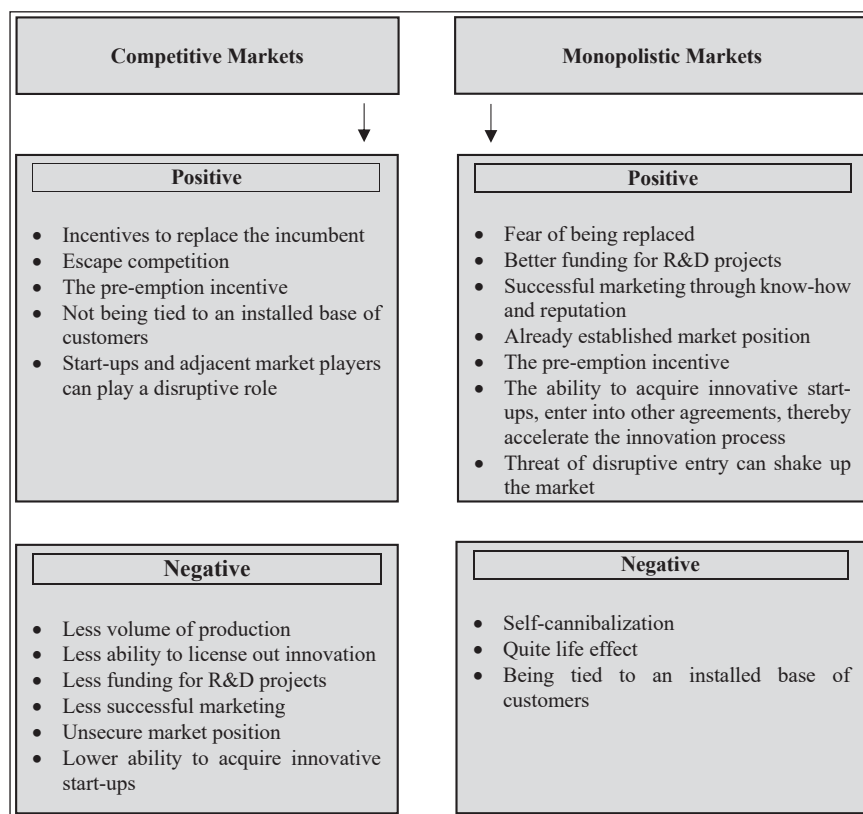 Competitive Markets
Monopolistic Markets
Positive
• Incentives to replace the incumbent
• Escape competition
• The pre-emption incentive
• Not being tied to an installed base of
customers
• Start-ups and adjacent market players
can play a disruptive role
Positive
• Fear of being replaced
• Better funding for R&D projects
• Successful marketing through know-how
and reputation
• Already established market position
• The pre-emption incentive
• The ability to acquire innovative start-
ups, enter into other agreements, thereby
accelerate the innovation process
• Threat of disruptive entry can shake up
the market
Negative
• Less volume of production
• Less ability to license out innovation
• Less funding for R&D projects
• Less successful marketing
• Unsecure market position
• Lower ability to acquire innovative
start-ups
Negative
• Self-cannibalization
• Quite life effect
• Being tied to an installed base of
customers